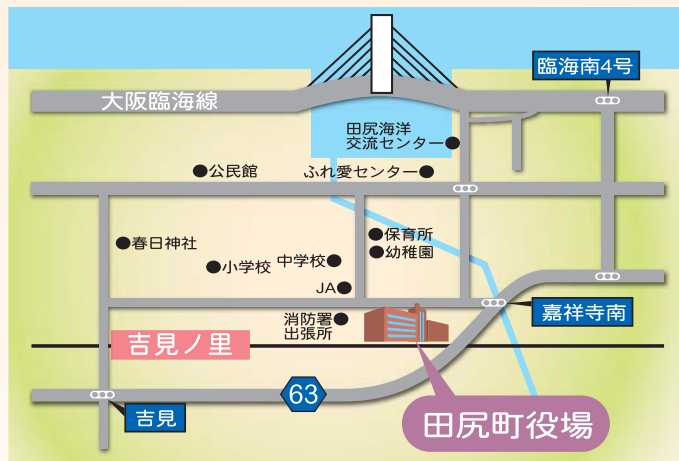 臨海南4号
大阪臨海線
田尻海洋
交流センター
公民館
ふれ愛センター
春日神社
保育所
幼稚園
小学校
中学校
JA
消防署
出張所
嘉祥寺南
吉見ノ里
63
吉見
田尻町役場